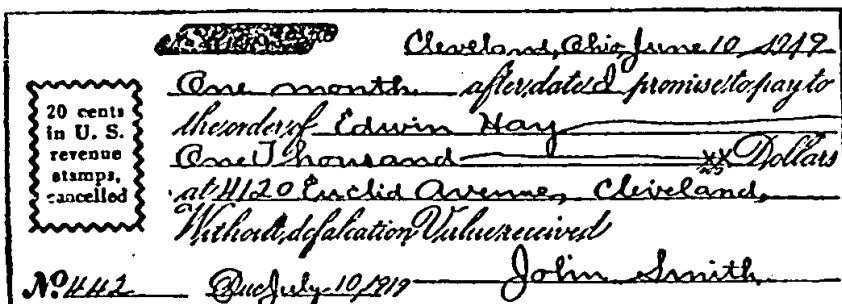 Cleveland, Ohio, June 10, 1919
One month after date I promise to pay to
the order of Edwin Hay
One Thousand xx Dollars
at 4120 Euclid Avenue, Cleveland,
Without defalcation Value received
20 cents
in U. S.
revenue
stamps,
cancelled
No 442 Due July 10, 1919 John Smith